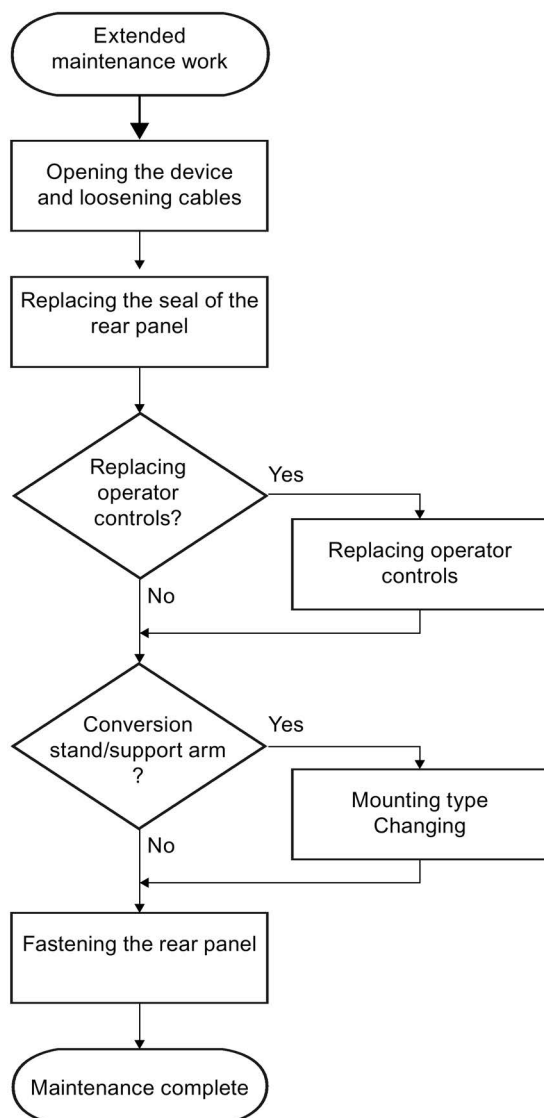 Extended
maintenance work
Opening the device
and loosening cables
Replacing the seal of the
rear panel
Replacing
operator
controls?
Yes
Replacing operator
controls
No
Conversion
stand/support arm
?
Yes
Mounting type
Changing
No
Fastening the rear panel
Maintenance complete